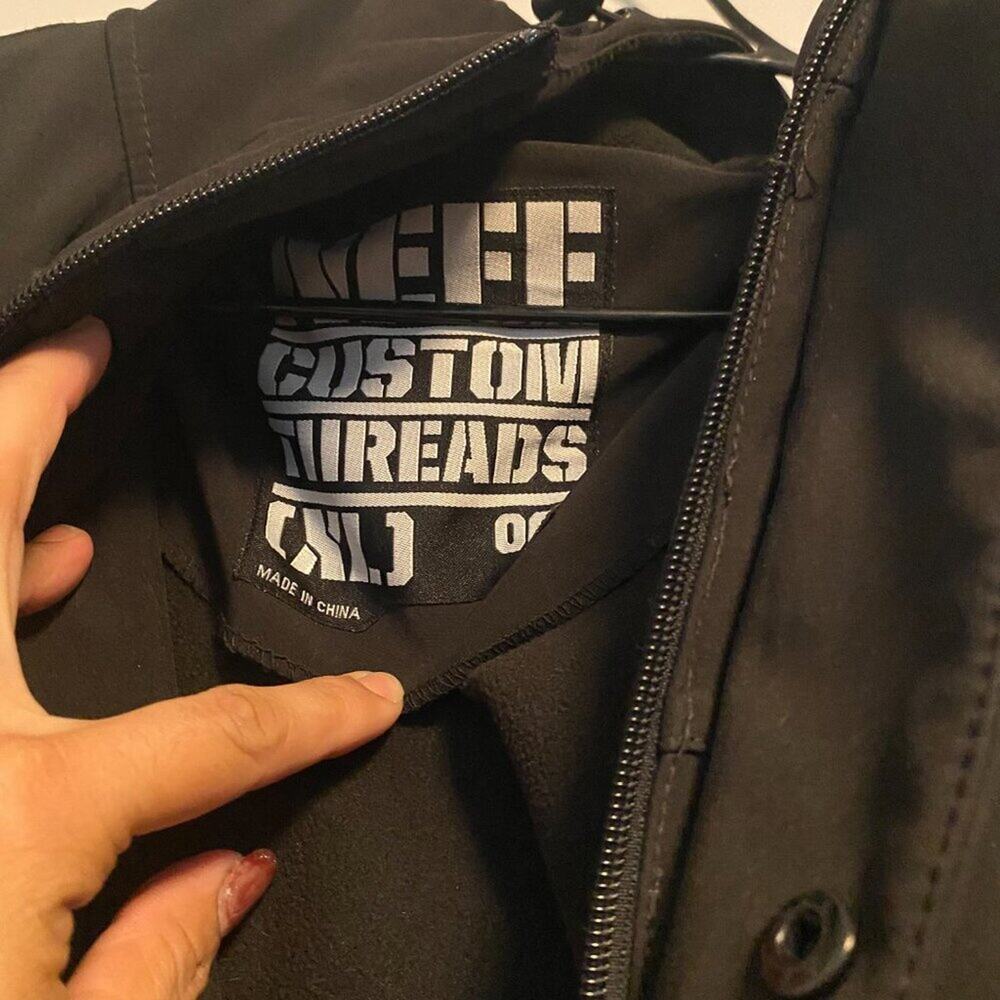 NEFF
CUSTOM
THREADS
[XL]
MADE IN CHINA